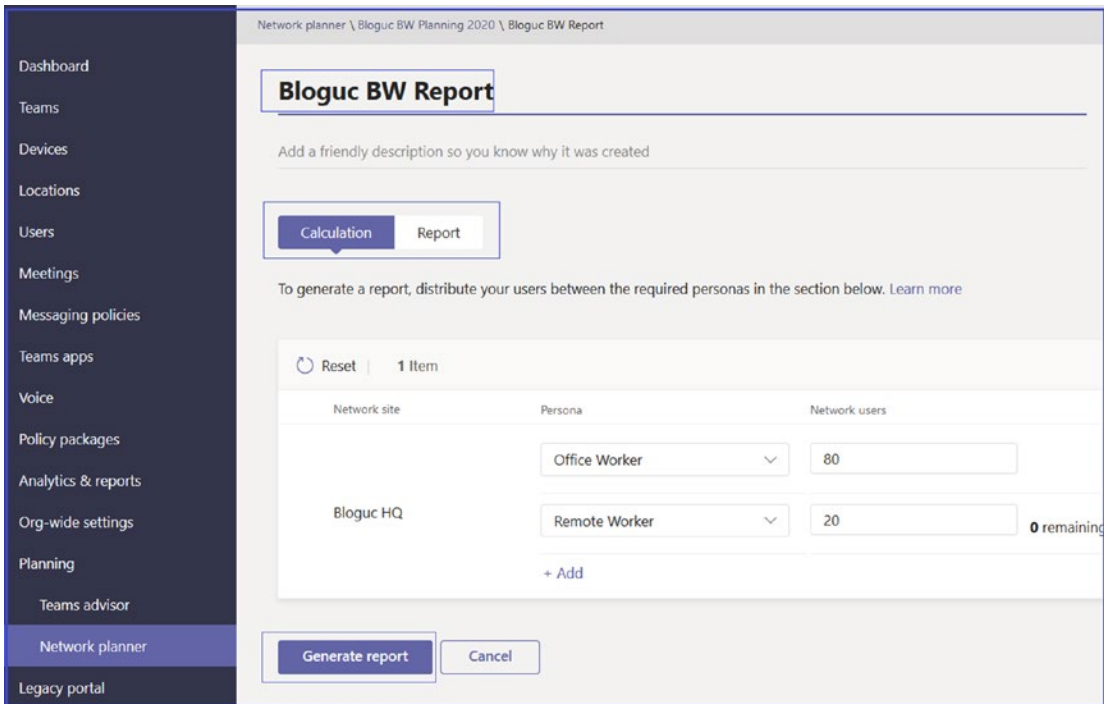 Network planner \ Bloguc BW Planning 2020 \ Bloguc BW Report
Dashboard
Teams
Devices
Locations
Users
Meetings
Messaging policies
Teams apps
Voice
Policy packages
Analytics & reports
Org-wide settings
Planning
Teams advisor
Network planner
Legacy portal
Bloguc BW Report
Add a friendly description so you know why it was created
Calculation Report
To generate a report, distribute your users between the required personas in the section below. Learn more
Reset | 1 Item
Network site Persona Network users
Office Worker 80
Bloguc HQ
Remote Worker 20 0 remaining
+ Add
Generate report Cancel